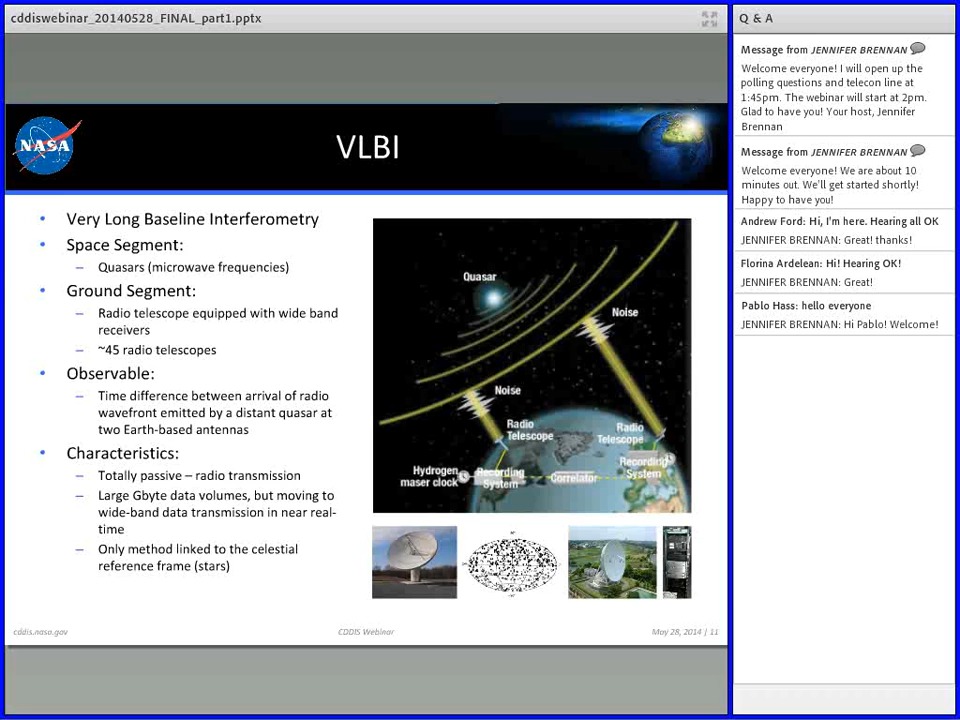 cddiswebinar_20140528_FINAL_part1.pptx
NASA
VLBI
• Very Long Baseline Interferometry
• Space Segment:
– Quasars (microwave frequencies)
• Ground Segment:
– Radio telescope equipped with wide band
receivers
– ~45 radio telescopes
• Observable:
– Time difference between arrival of radio
wavefront emitted by a distant quasar at
two Earth-based antennas
• Characteristics:
– Totally passive – radio transmission
– Large Gbyte data volumes, but moving to
wide-band data transmission in near real-
time
– Only method linked to the celestial
reference frame (stars)
Quasar
Noise
Noise
Radio
Telescope
Radio
Telescope
Hydrogen
maser clock
Recording
System
Correlator
Recording
System
cddis.nasa.gov
CDDIS Webinar
May 28, 2014 | 11
Q & A
Message from JENNIFER BRENNAN
Welcome everyone! I will open up the
polling questions and telecon line at
1:45pm. The webinar will start at 2pm.
Glad to have you! Your host, Jennifer
Brennan
Message from JENNIFER BRENNAN
Welcome everyone! We are about 10
minutes out. We'll get started shortly!
Happy to have you!
Andrew Ford: Hi, I'm here. Hearing all OK
JENNIFER BRENNAN: Great! thanks!
Florina Ardelean: Hi! Hearing OK!
JENNIFER BRENNAN: Great!
Pablo Hass: hello everyone
JENNIFER BRENNAN: Hi Pablo! Welcome!